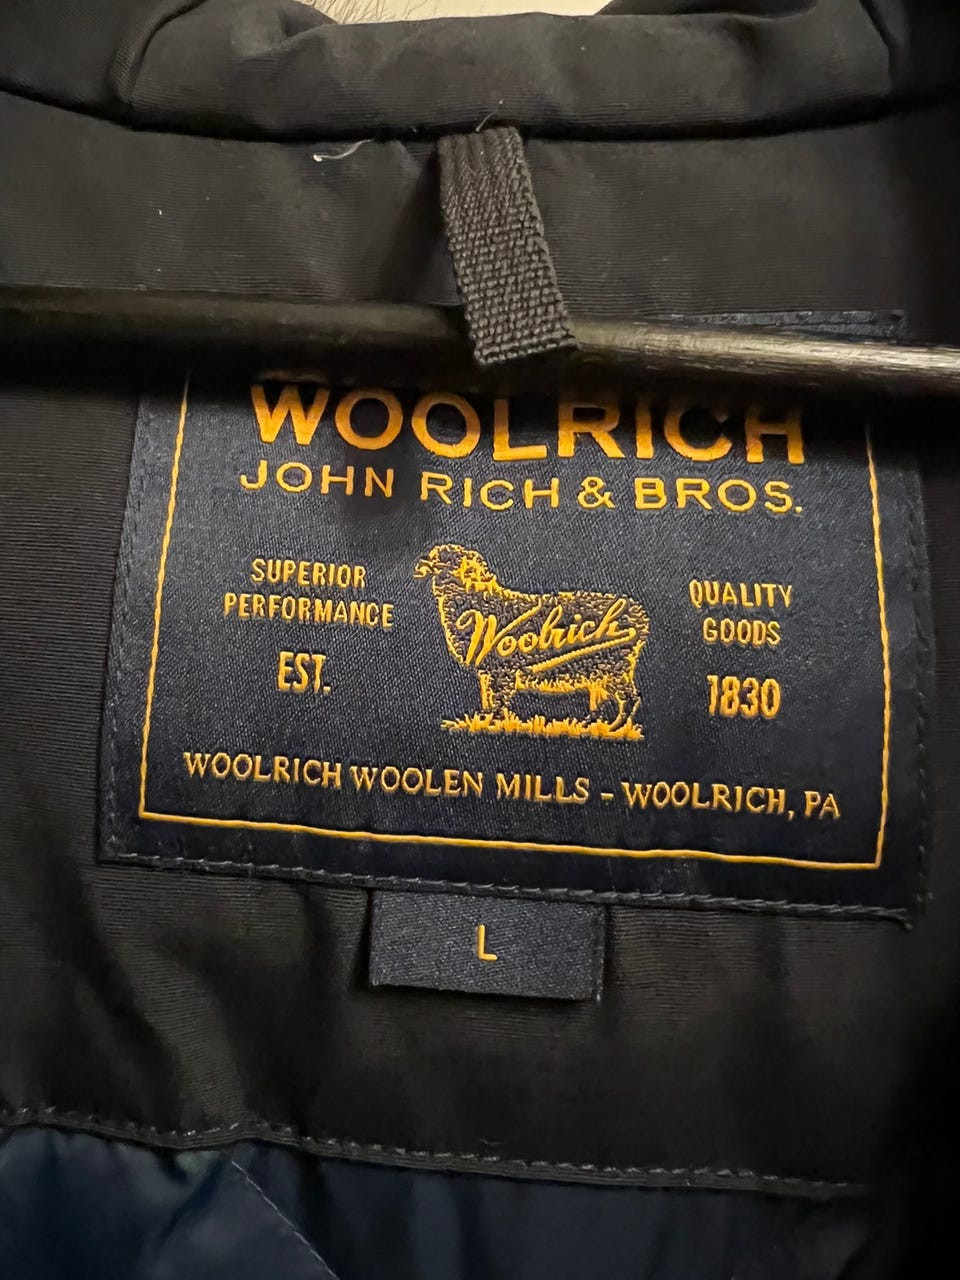 WOOLRICH
JOHN RICH & BROS.
SUPERIOR
PERFORMANCE
EST.
Woolrich
QUALITY
GOODS
1830
WOOLRICH WOOLEN MILLS - WOOLRICH, PA
L